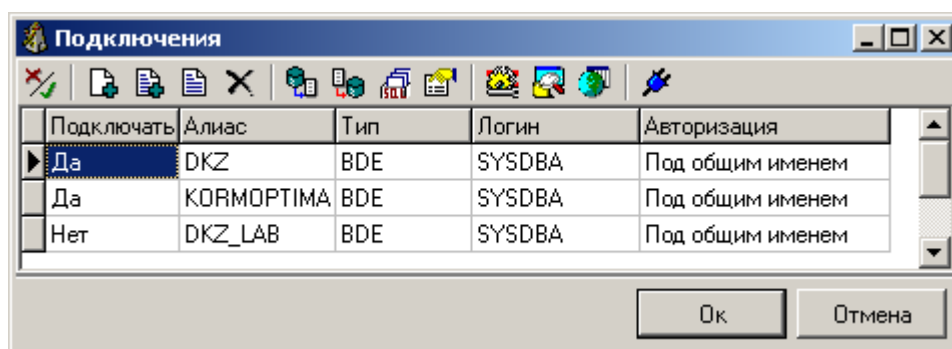 Подключения
Подключать Алиас Тип Логин Авторизация
Да DKZ BDE SYSDBA Под общим именем
Да KORMOPTIMA BDE SYSDBA Под общим именем
Нет DKZ_LAB BDE SYSDBA Под общим именем
Ок Отмена